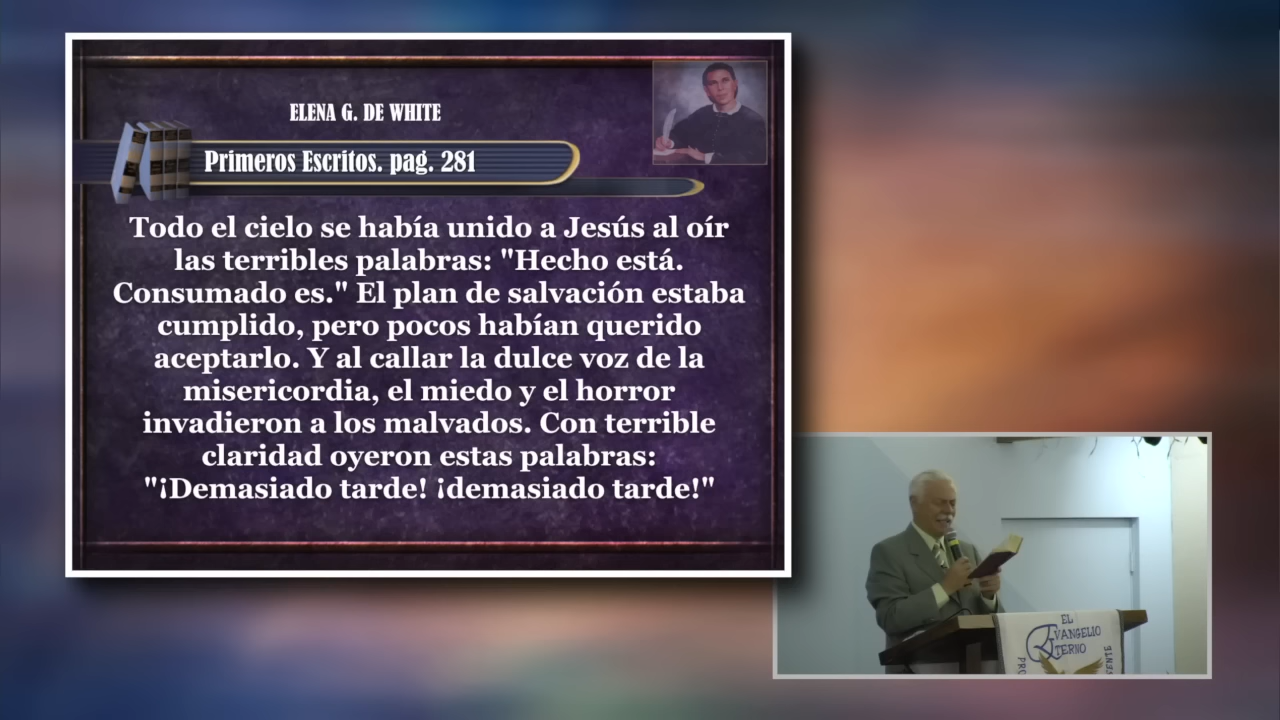 ELENA G. DE WHITE
Primeros Escritos. pag. 281
Todo el cielo se había unido a Jesús al oír
las terribles palabras: "Hecho está.
Consumado es." El plan de salvación estaba
cumplido, pero pocos habían querido
aceptarlo. Y al callar la dulce voz de la
misericordia, el miedo y el horror
invadieron a los malvados. Con terrible
claridad oyeron estas palabras:
"¡Demasiado tarde! ¡demasiado tarde!"
EL
EVANGELIO
ETERNO